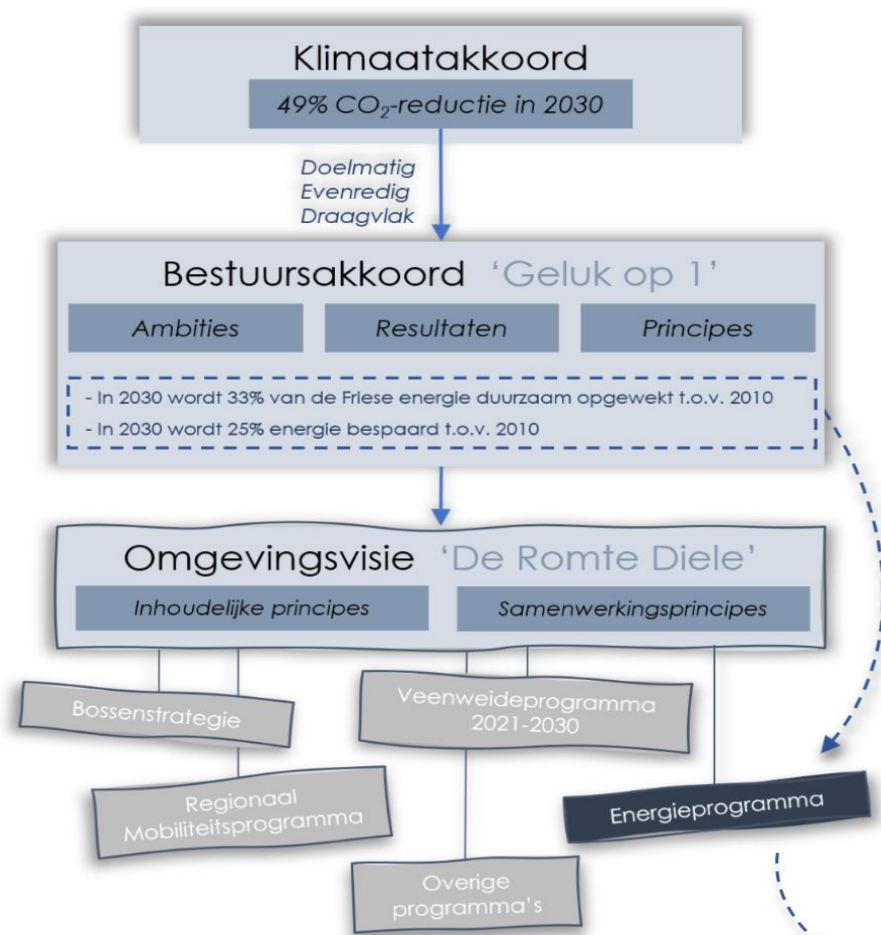 Klimaatakkoord
49% CO₂-reductie in 2030
Doelmatig
Evenredig
Draagvlak
Bestuursakkoord 'Geluk op 1'
Ambities
Resultaten
Principes
- In 2030 wordt 33% van de Friese energie duurzaam opgewekt t.o.v. 2010
- In 2030 wordt 25% energie bespaard t.o.v. 2010
Omgevingsvisie 'De Romte Diele'
Inhoudelijke principes
Samenwerkingsprincipes
Bossenstrategie
Veenweideprogramma
2021-2030
Regionaal
Mobiliteitsprogramma
Energieprogramma
Overige
programma's